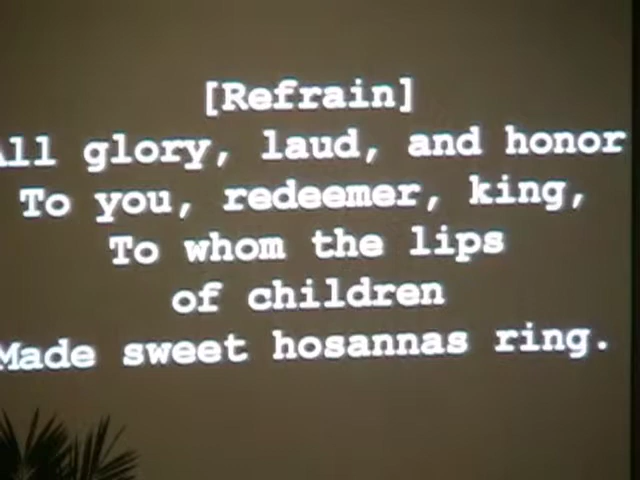 [Refrain]
All glory, laud, and honor
To you, redeemer, king,
To whom the lips
of children
Made sweet hosannas ring.